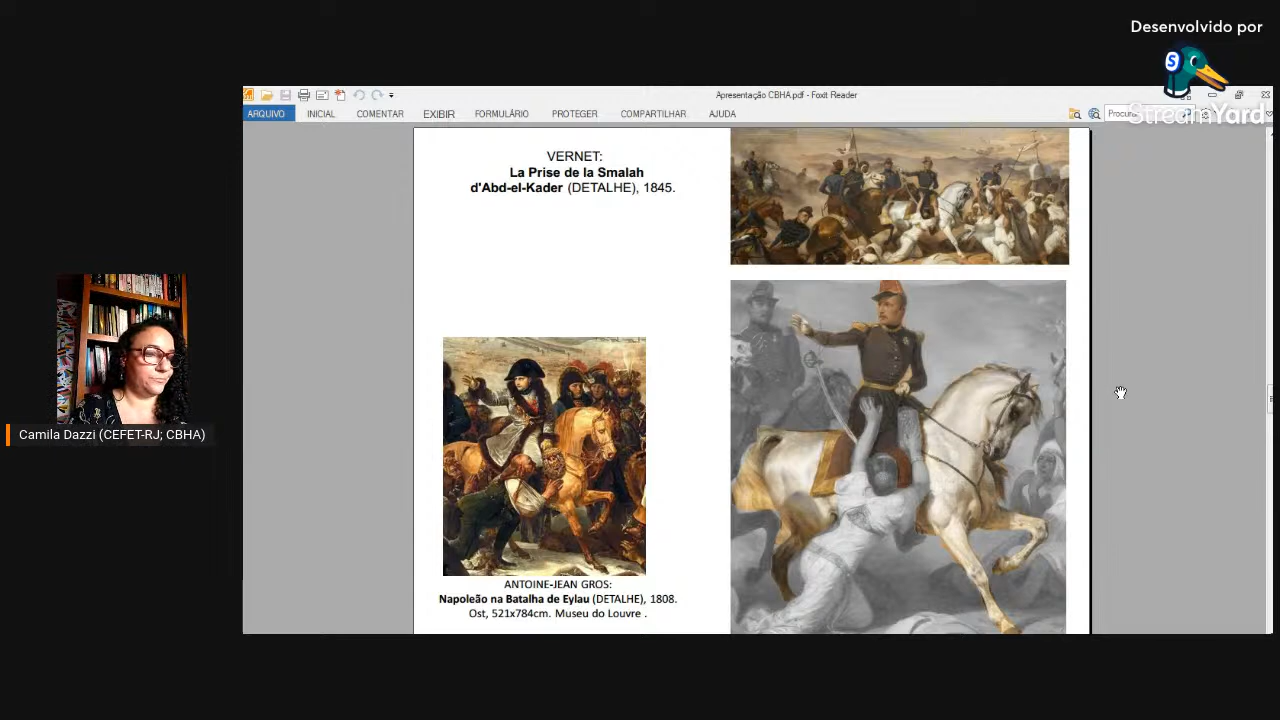 Desenvolvido por
S
StreamYard
Apresentação CBHA.pdf - Foxit Reader
ARQUIVO INICIAL COMENTAR EXIBIR FORMULÁRIO PROTEGER COMPARTILHAR AJUDA
VERNET:
La Prise de la Smalah
d'Abd-el-Kader (DETALHE), 1845.
Camila Dazzi (CEFET-RJ; CBHA)
ANTOINE-JEAN GROS:
Napoleão na Batalha de Eylau (DETALHE), 1808.
Ost, 521x784cm. Museu do Louvre .